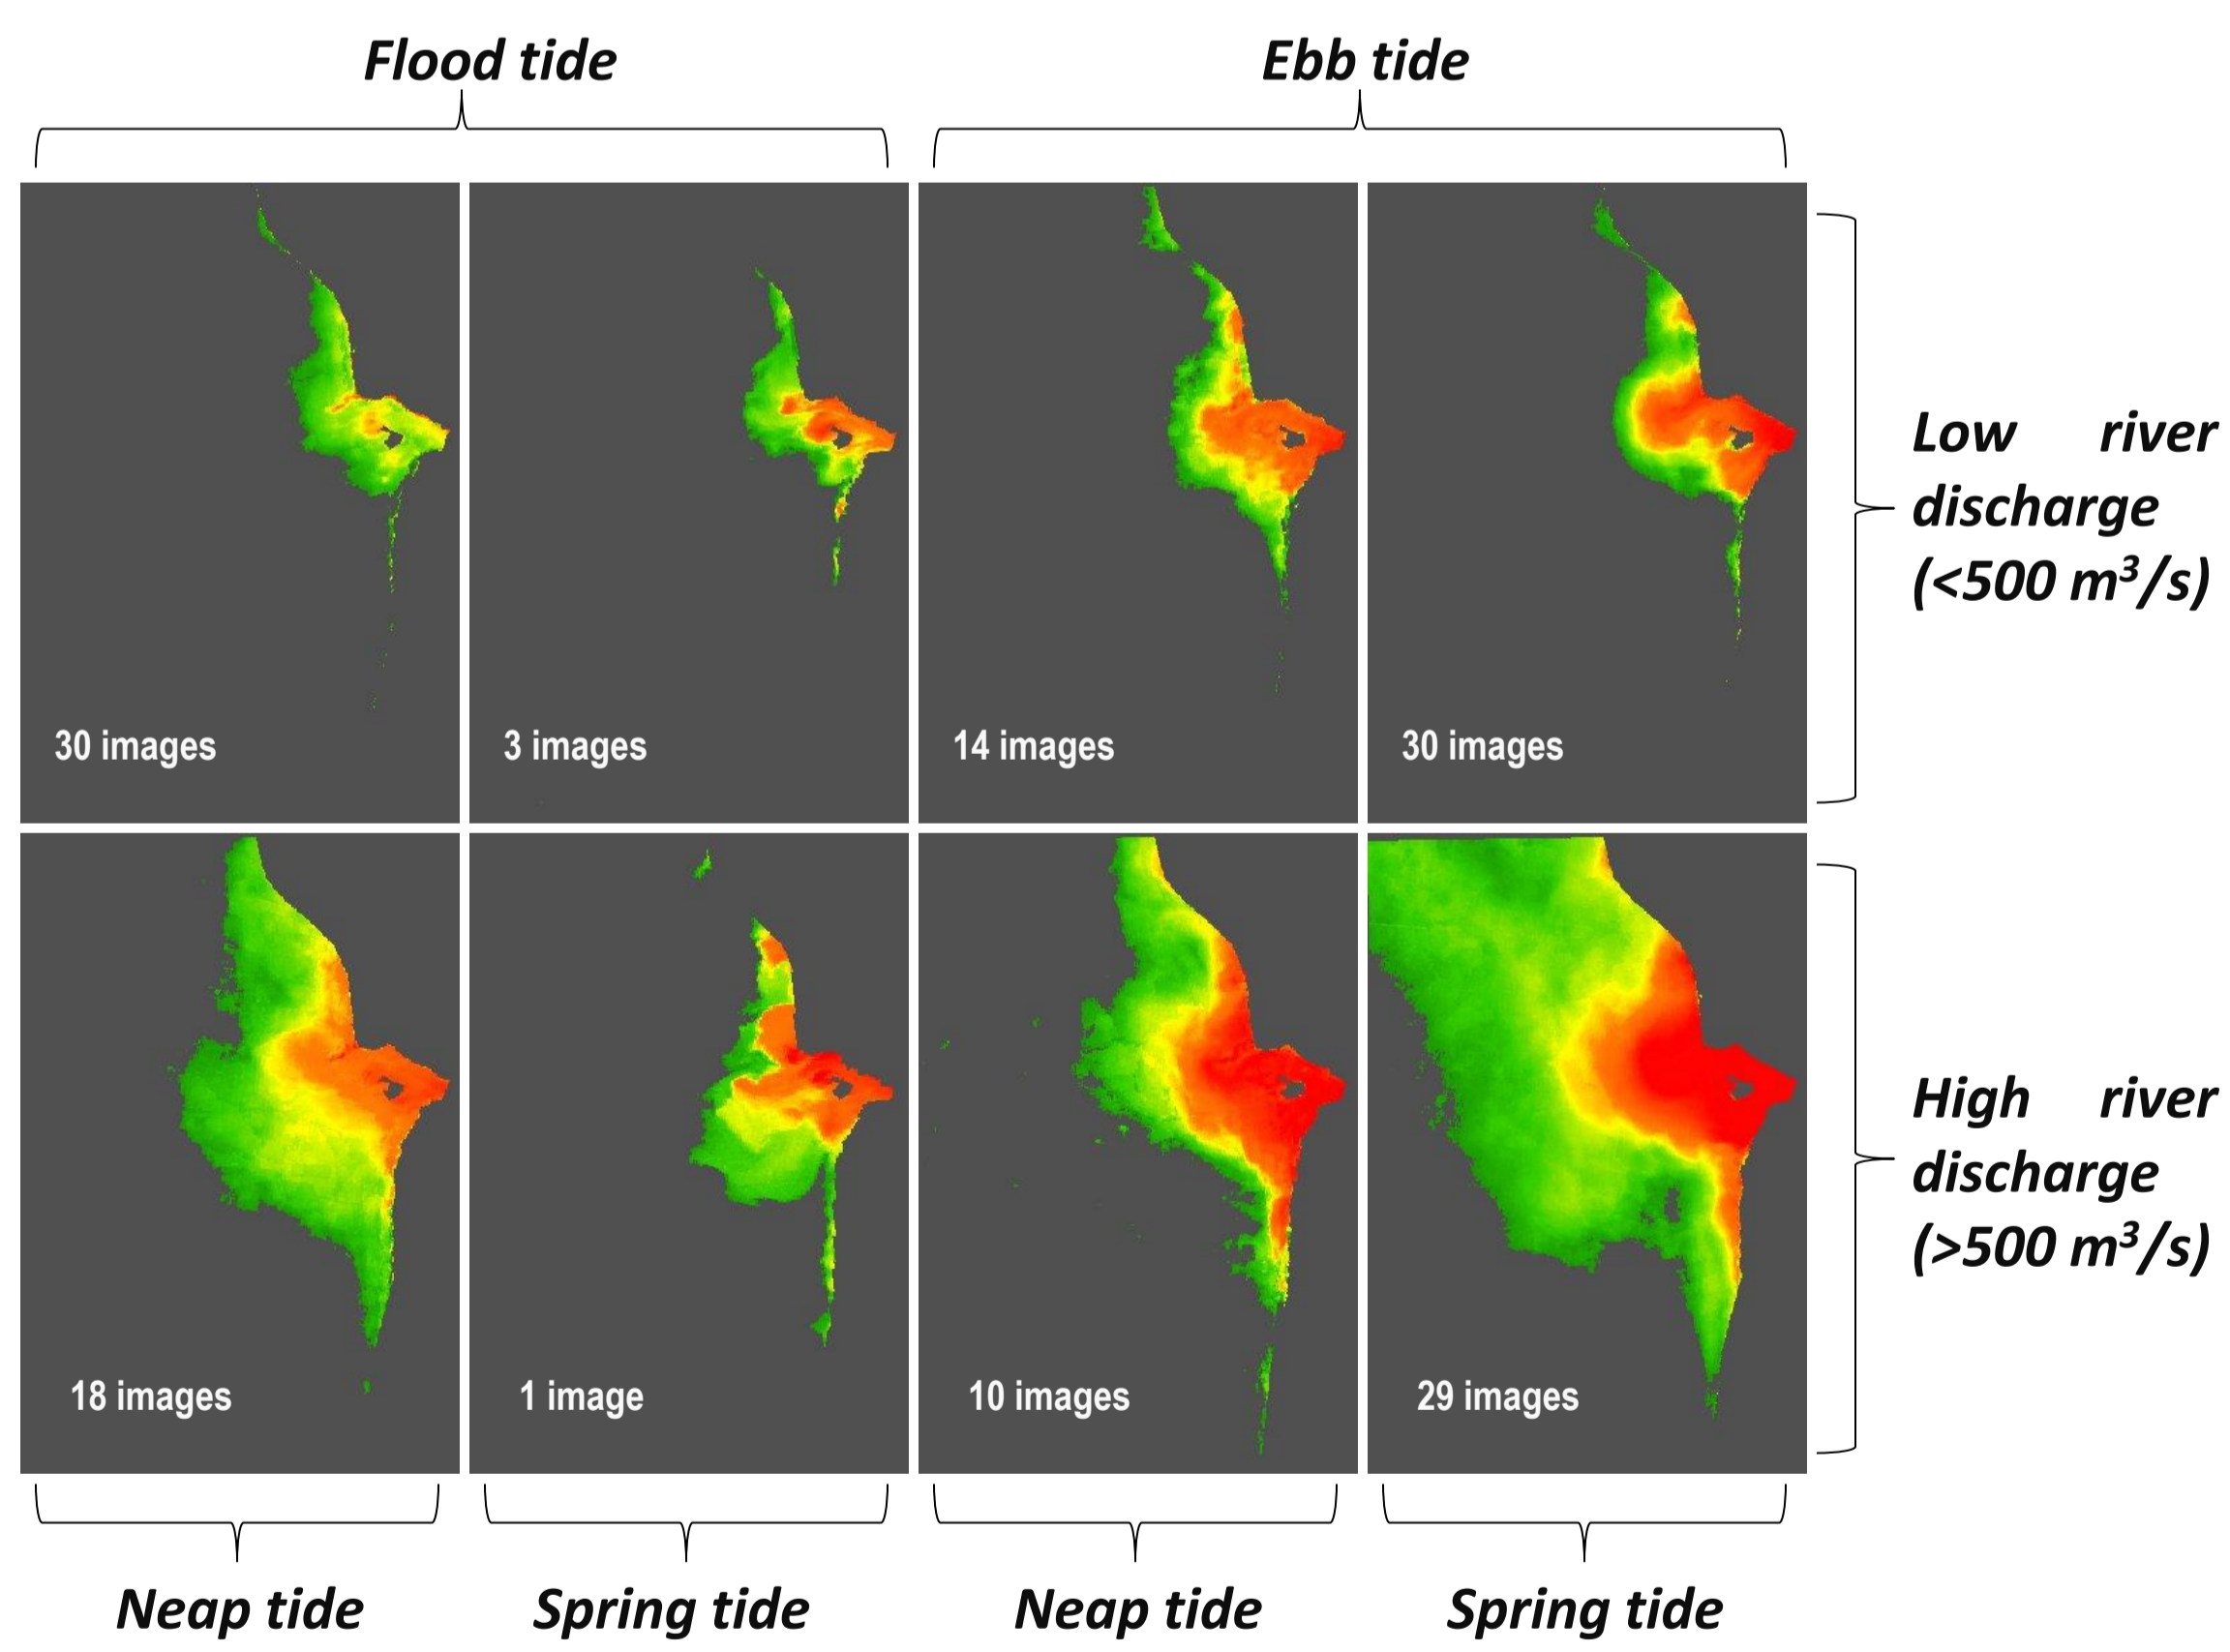 Flood tide
Ebb tide
30 images
3 images
14 images
30 images
Low river
discharge
(<500 m³/s)
18 images
1 image
10 images
29 images
High river
discharge
(>500 m³/s)
Neap tide
Spring tide
Neap tide
Spring tide